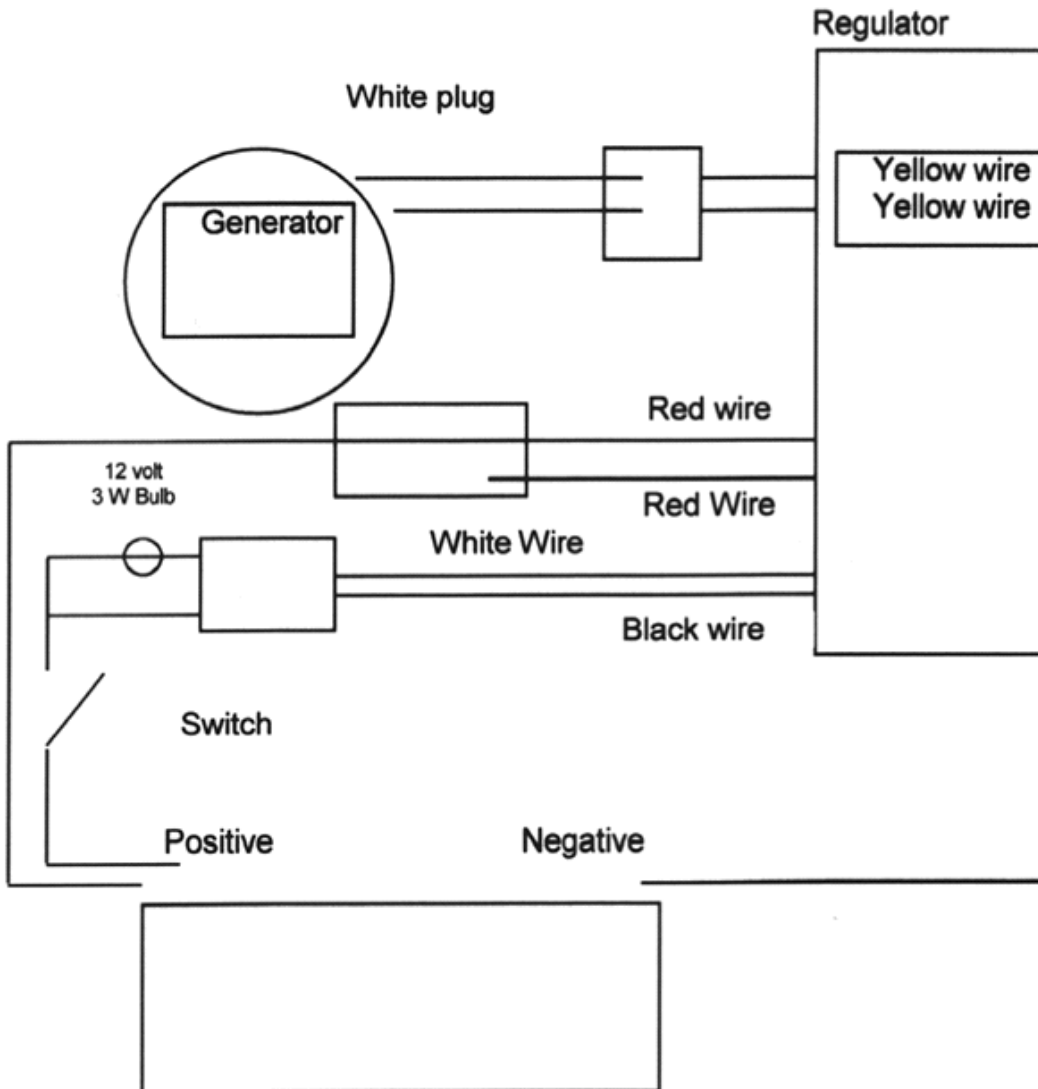 Regulator
White plug
Yellow wire
Yellow wire
Generator
Red wire
12 volt
3 W Bulb
Red Wire
White Wire
Black wire
Switch
Positive
Negative